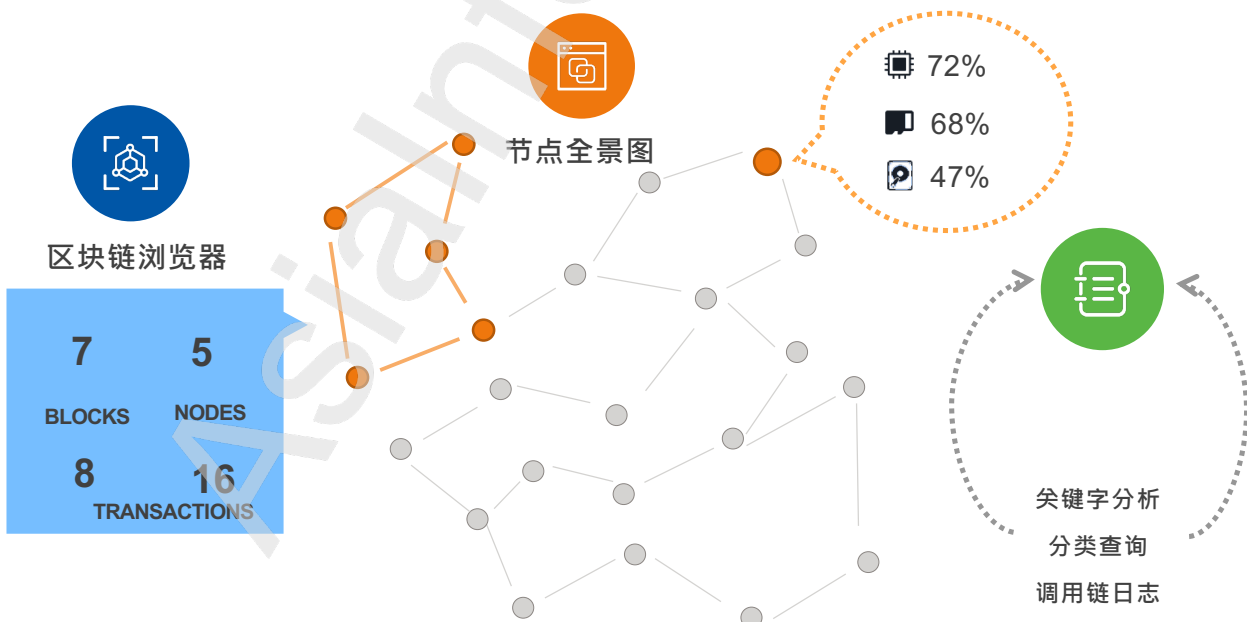 节点全景图
72%
68%
47%
区块链浏览器
7 5
BLOCKS NODES
8 16
TRANSACTIONS
关键字分析
分类查询
调用链日志